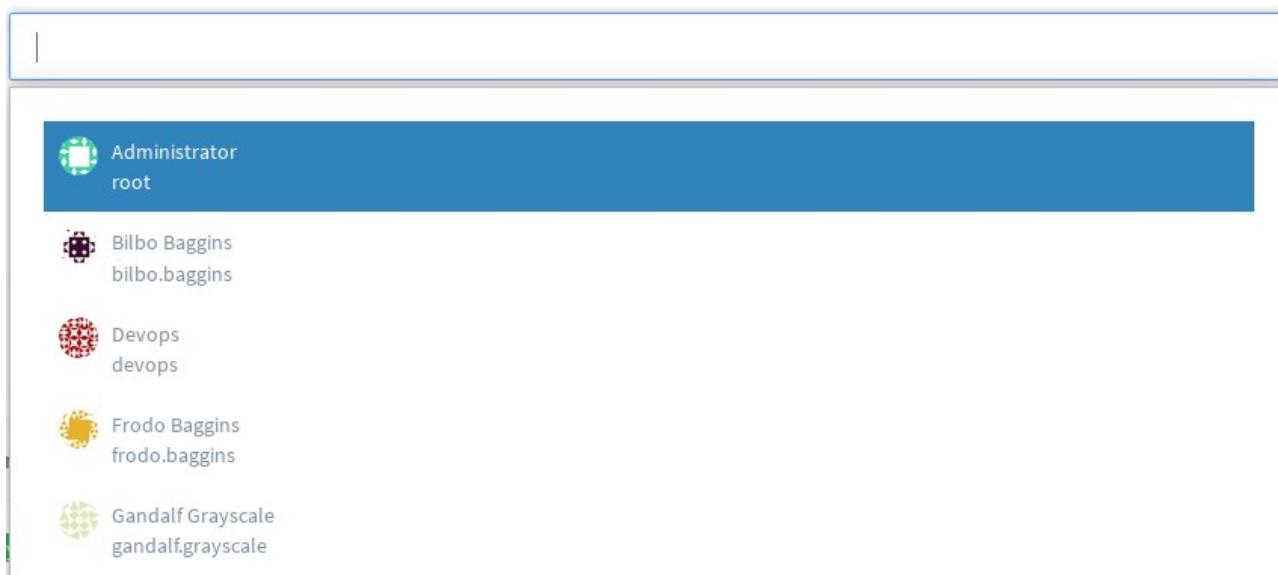 Administrator
root
Bilbo Baggins
bilbo.baggins
Devops
devops
Frodo Baggins
frodo.baggins
Gandalf Grayscale
gandalf.grayscale